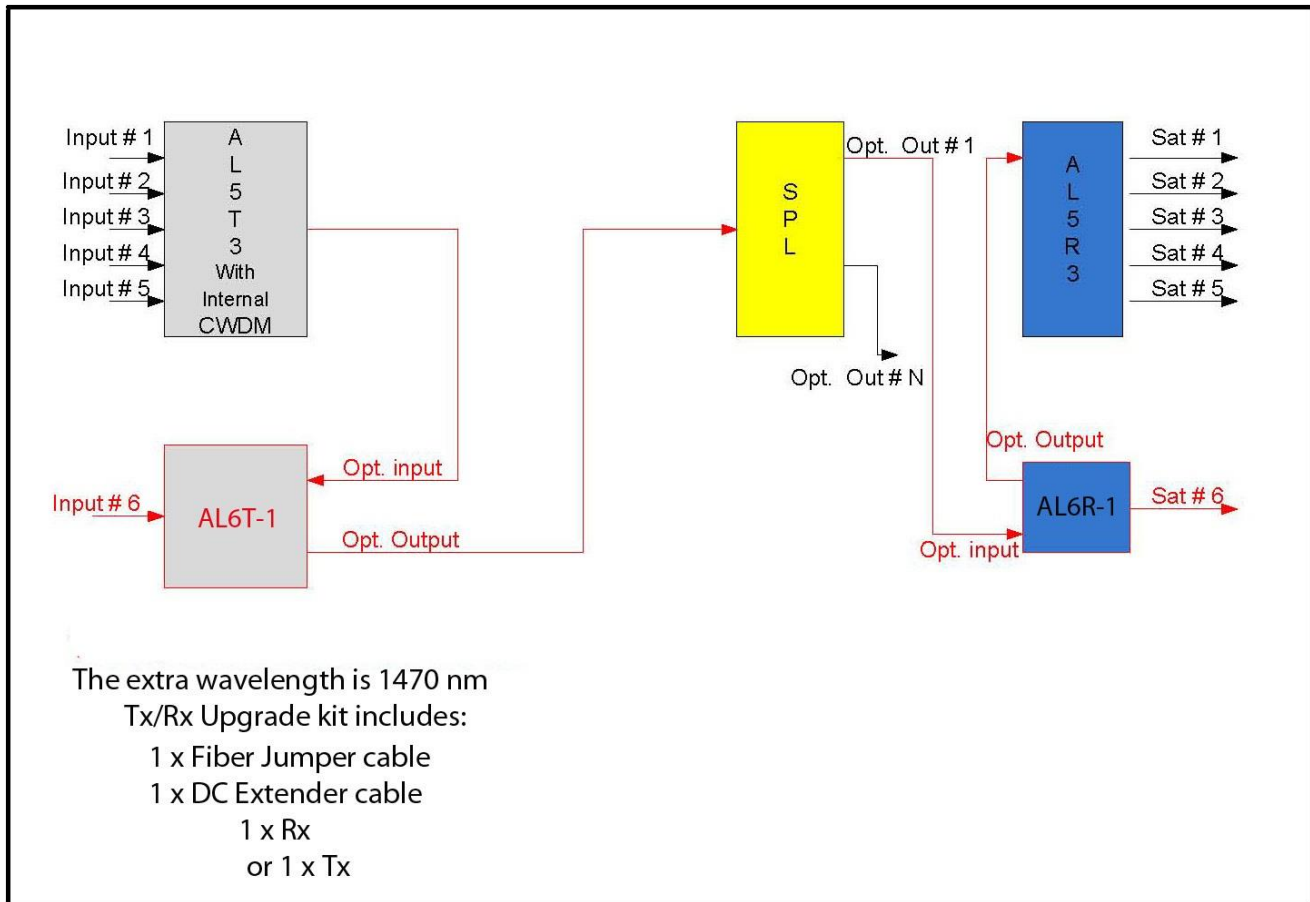 Input # 1
Input # 2
Input # 3
Input # 4
Input # 5
A
L
5
T
3
With
Internal
CWDM
S
P
L
Opt. Out # 1
Opt. Out # N
A
L
5
R
3
Sat # 1
Sat # 2
Sat # 3
Sat # 4
Sat # 5
Input # 6
AL6T-1
Opt. input
Opt. Output
Opt. Output
Opt. input
AL6R-1
Sat # 6
The extra wavelength is 1470 nm
Tx/Rx Upgrade kit includes:
1 x Fiber Jumper cable
1 x DC Extender cable
1 x Rx
or 1 x Tx